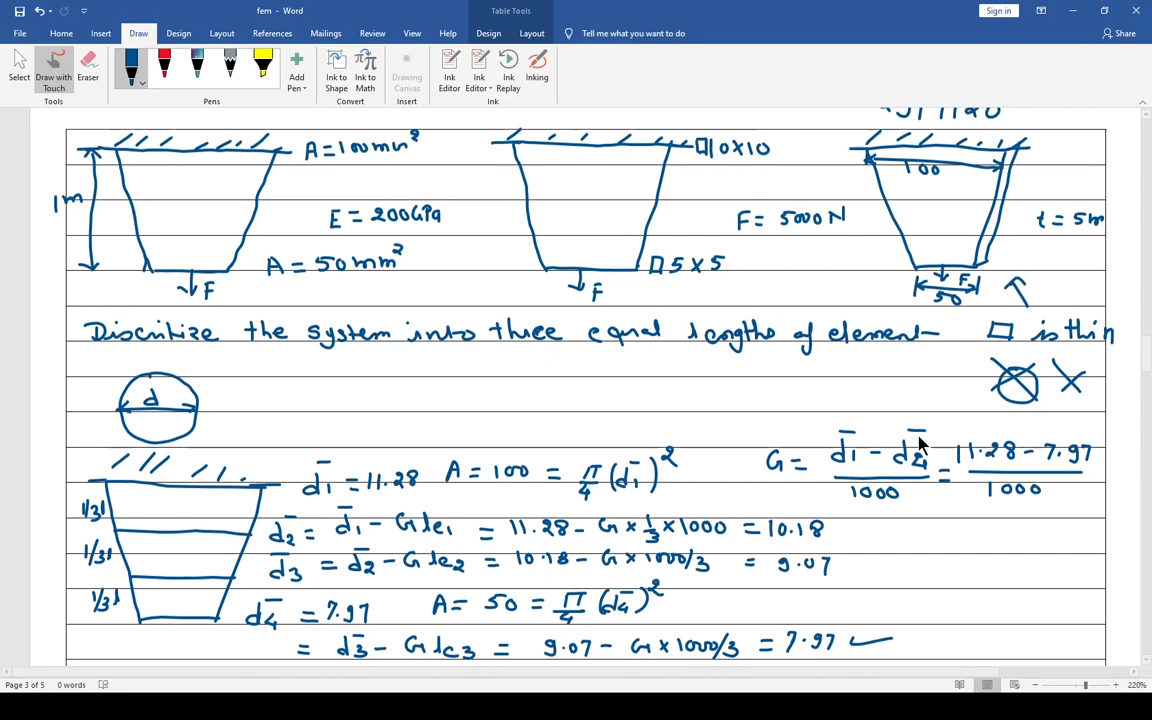 fem - Word
Table Tools
Sign in
File Home Insert Draw Design Layout References Mailings Review View Help Design Layout Tell me what you want to do Share
Select Draw with Touch Eraser Add Pen Ink to Shape Ink to Math Drawing Canvas Ink Editor Ink Editor Ink Replay Inking
Tools Pens Convert Insert Ink
A = 100 mm² □10×10 100
1m E = 200GPa F = 5000N t = 5m
A = 50mm² □ 5×5
F F F
50
Discritize the system into three equal lengths of element □ is thin
d
d̄1 = 11.28 A = 100 = π/4 (d̄1)² G = (d̄1 - d̄4)/1000 = (11.28 - 7.97)/1000
1/3l d̄2 = d̄1 - G le1 = 11.28 - G × 1/3 × 1000 = 10.18
1/3l d̄3 = d̄2 - G le2 = 10.18 - G × 1000/3 = 9.07
1/3l d̄4 = 7.97 A = 50 = π/4 (d̄4)²
= d̄3 - G le3 = 9.07 - G × 1000/3 = 7.97
Page 3 of 5 0 words 220%